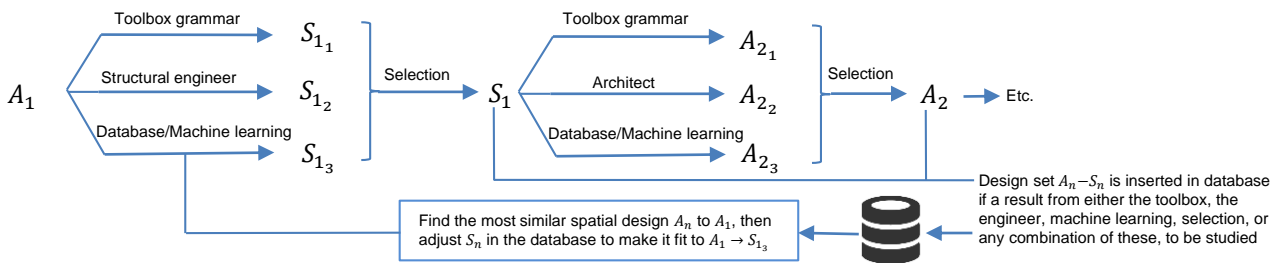 Toolbox grammar
Structural engineer
Database/Machine learning
A₁
S₁₁
S₁₂
S₁₃
Selection
S₁
Toolbox grammar
Architect
Database/Machine learning
A₂₁
A₂₂
A₂₃
Selection
A₂
Etc.
Find the most similar spatial design Aₙ to A₁, then
adjust Sₙ in the database to make it fit to A₁ → S₁₃
Design set Aₙ−Sₙ is inserted in database
if a result from either the toolbox, the
engineer, machine learning, selection, or
any combination of these, to be studied